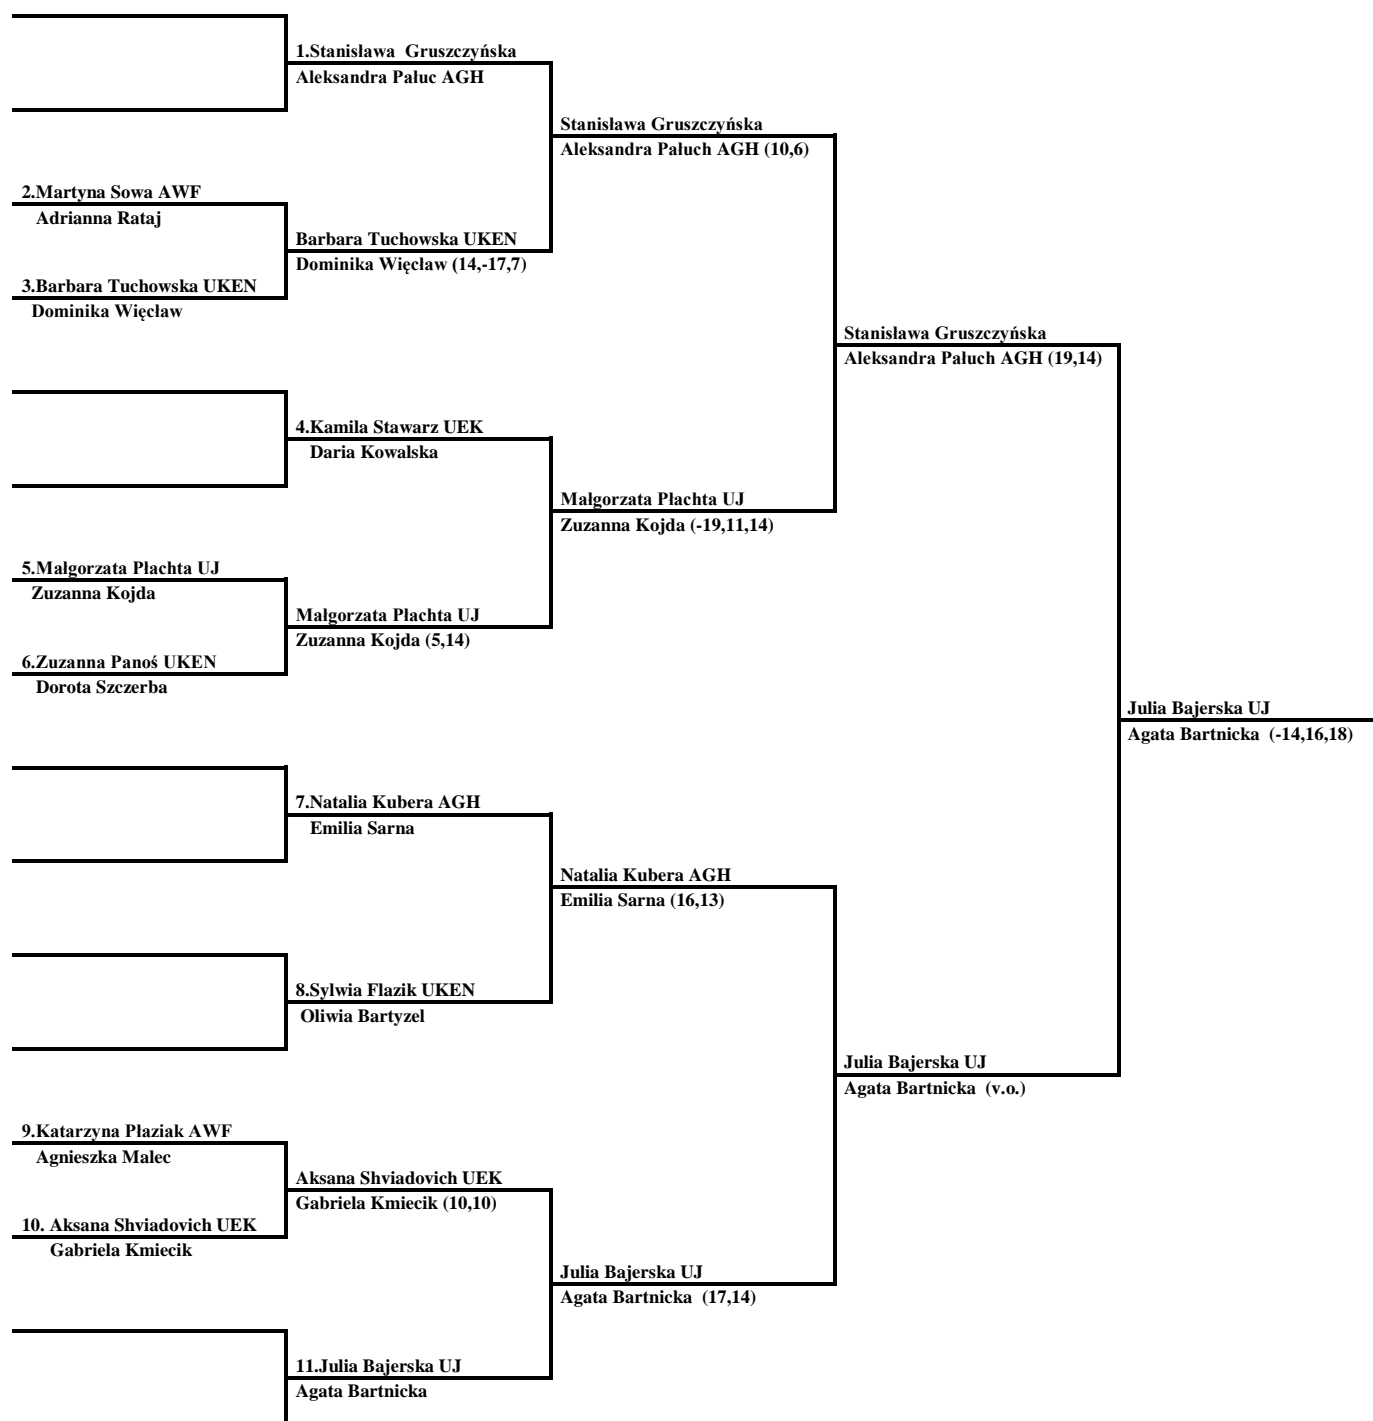 1.Stanisława Gruszczyńska
Aleksandra Pałuc AGH
Stanisława Gruszczyńska
Aleksandra Pałuch AGH (10,6)
2.Martyna Sowa AWF
Adrianna Rataj
Barbara Tuchowska UKEN
Dominika Więcław (14,-17,7)
3.Barbara Tuchowska UKEN
Dominika Więcław
Stanisława Gruszczyńska
Aleksandra Pałuch AGH (19,14)
4.Kamila Stawarz UEK
Daria Kowalska
Małgorzata Płachta UJ
Zuzanna Kojda (-19,11,14)
5.Małgorzata Płachta UJ
Zuzanna Kojda
Małgorzata Płachta UJ
Zuzanna Kojda (5,14)
6.Zuzanna Panoś UKEN
Dorota Szczerba
Julia Bajerska UJ
Agata Bartnicka (-14,16,18)
7.Natalia Kubera AGH
Emilia Sarna
Natalia Kubera AGH
Emilia Sarna (16,13)
8.Sylwia Flazik UKEN
Oliwia Bartyzel
Julia Bajerska UJ
Agata Bartnicka (v.o.)
9.Katarzyna Płaziak AWF
Agnieszka Malec
Aksana Shviadovich UEK
Gabriela Kmiecik (10,10)
10. Aksana Shviadovich UEK
Gabriela Kmiecik
Julia Bajerska UJ
Agata Bartnicka (17,14)
11.Julia Bajerska UJ
Agata Bartnicka